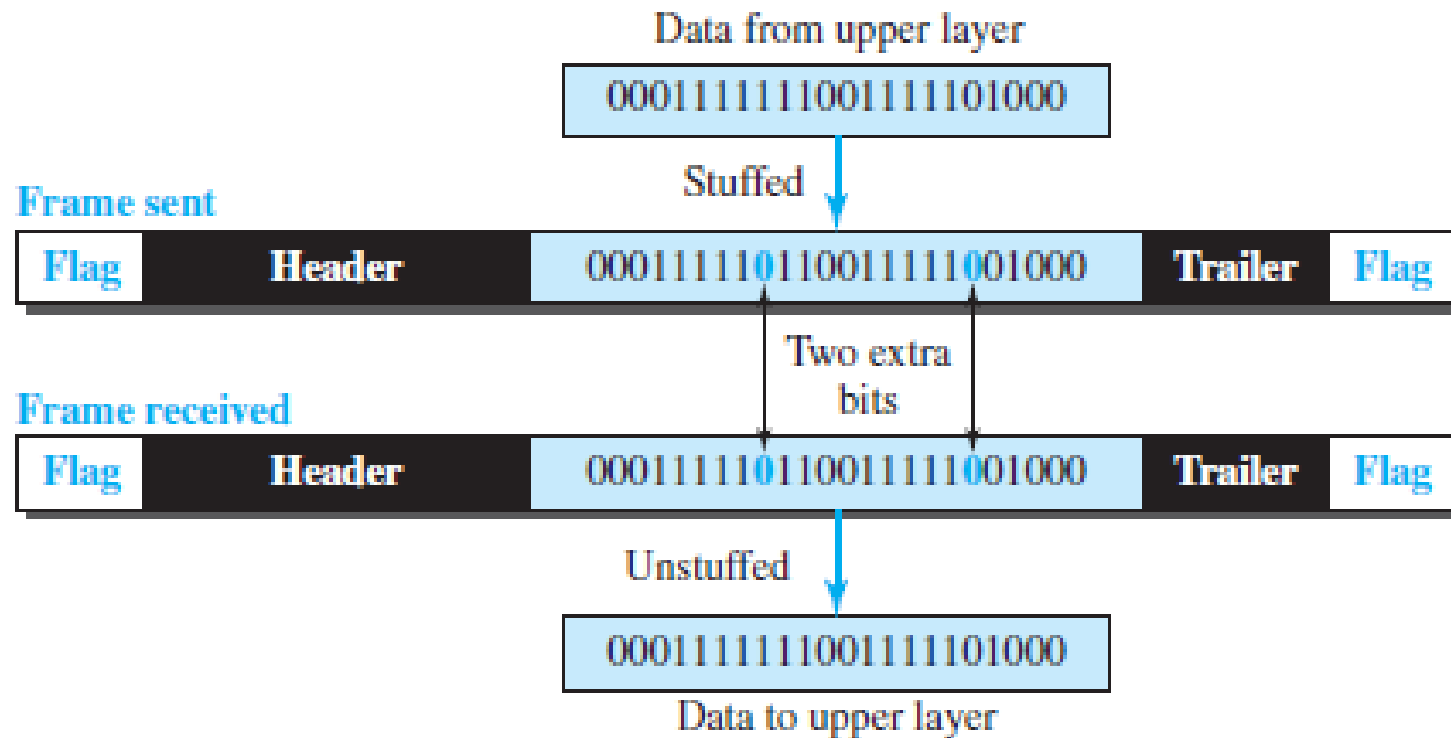 Data from upper layer
0001111111001111101000
Stuffed
Frame sent
Flag Header 000111110110011111001000 Trailer Flag
Two extra
bits
Frame received
Flag Header 000111110110011111001000 Trailer Flag
Unstuffed
0001111111001111101000
Data to upper layer